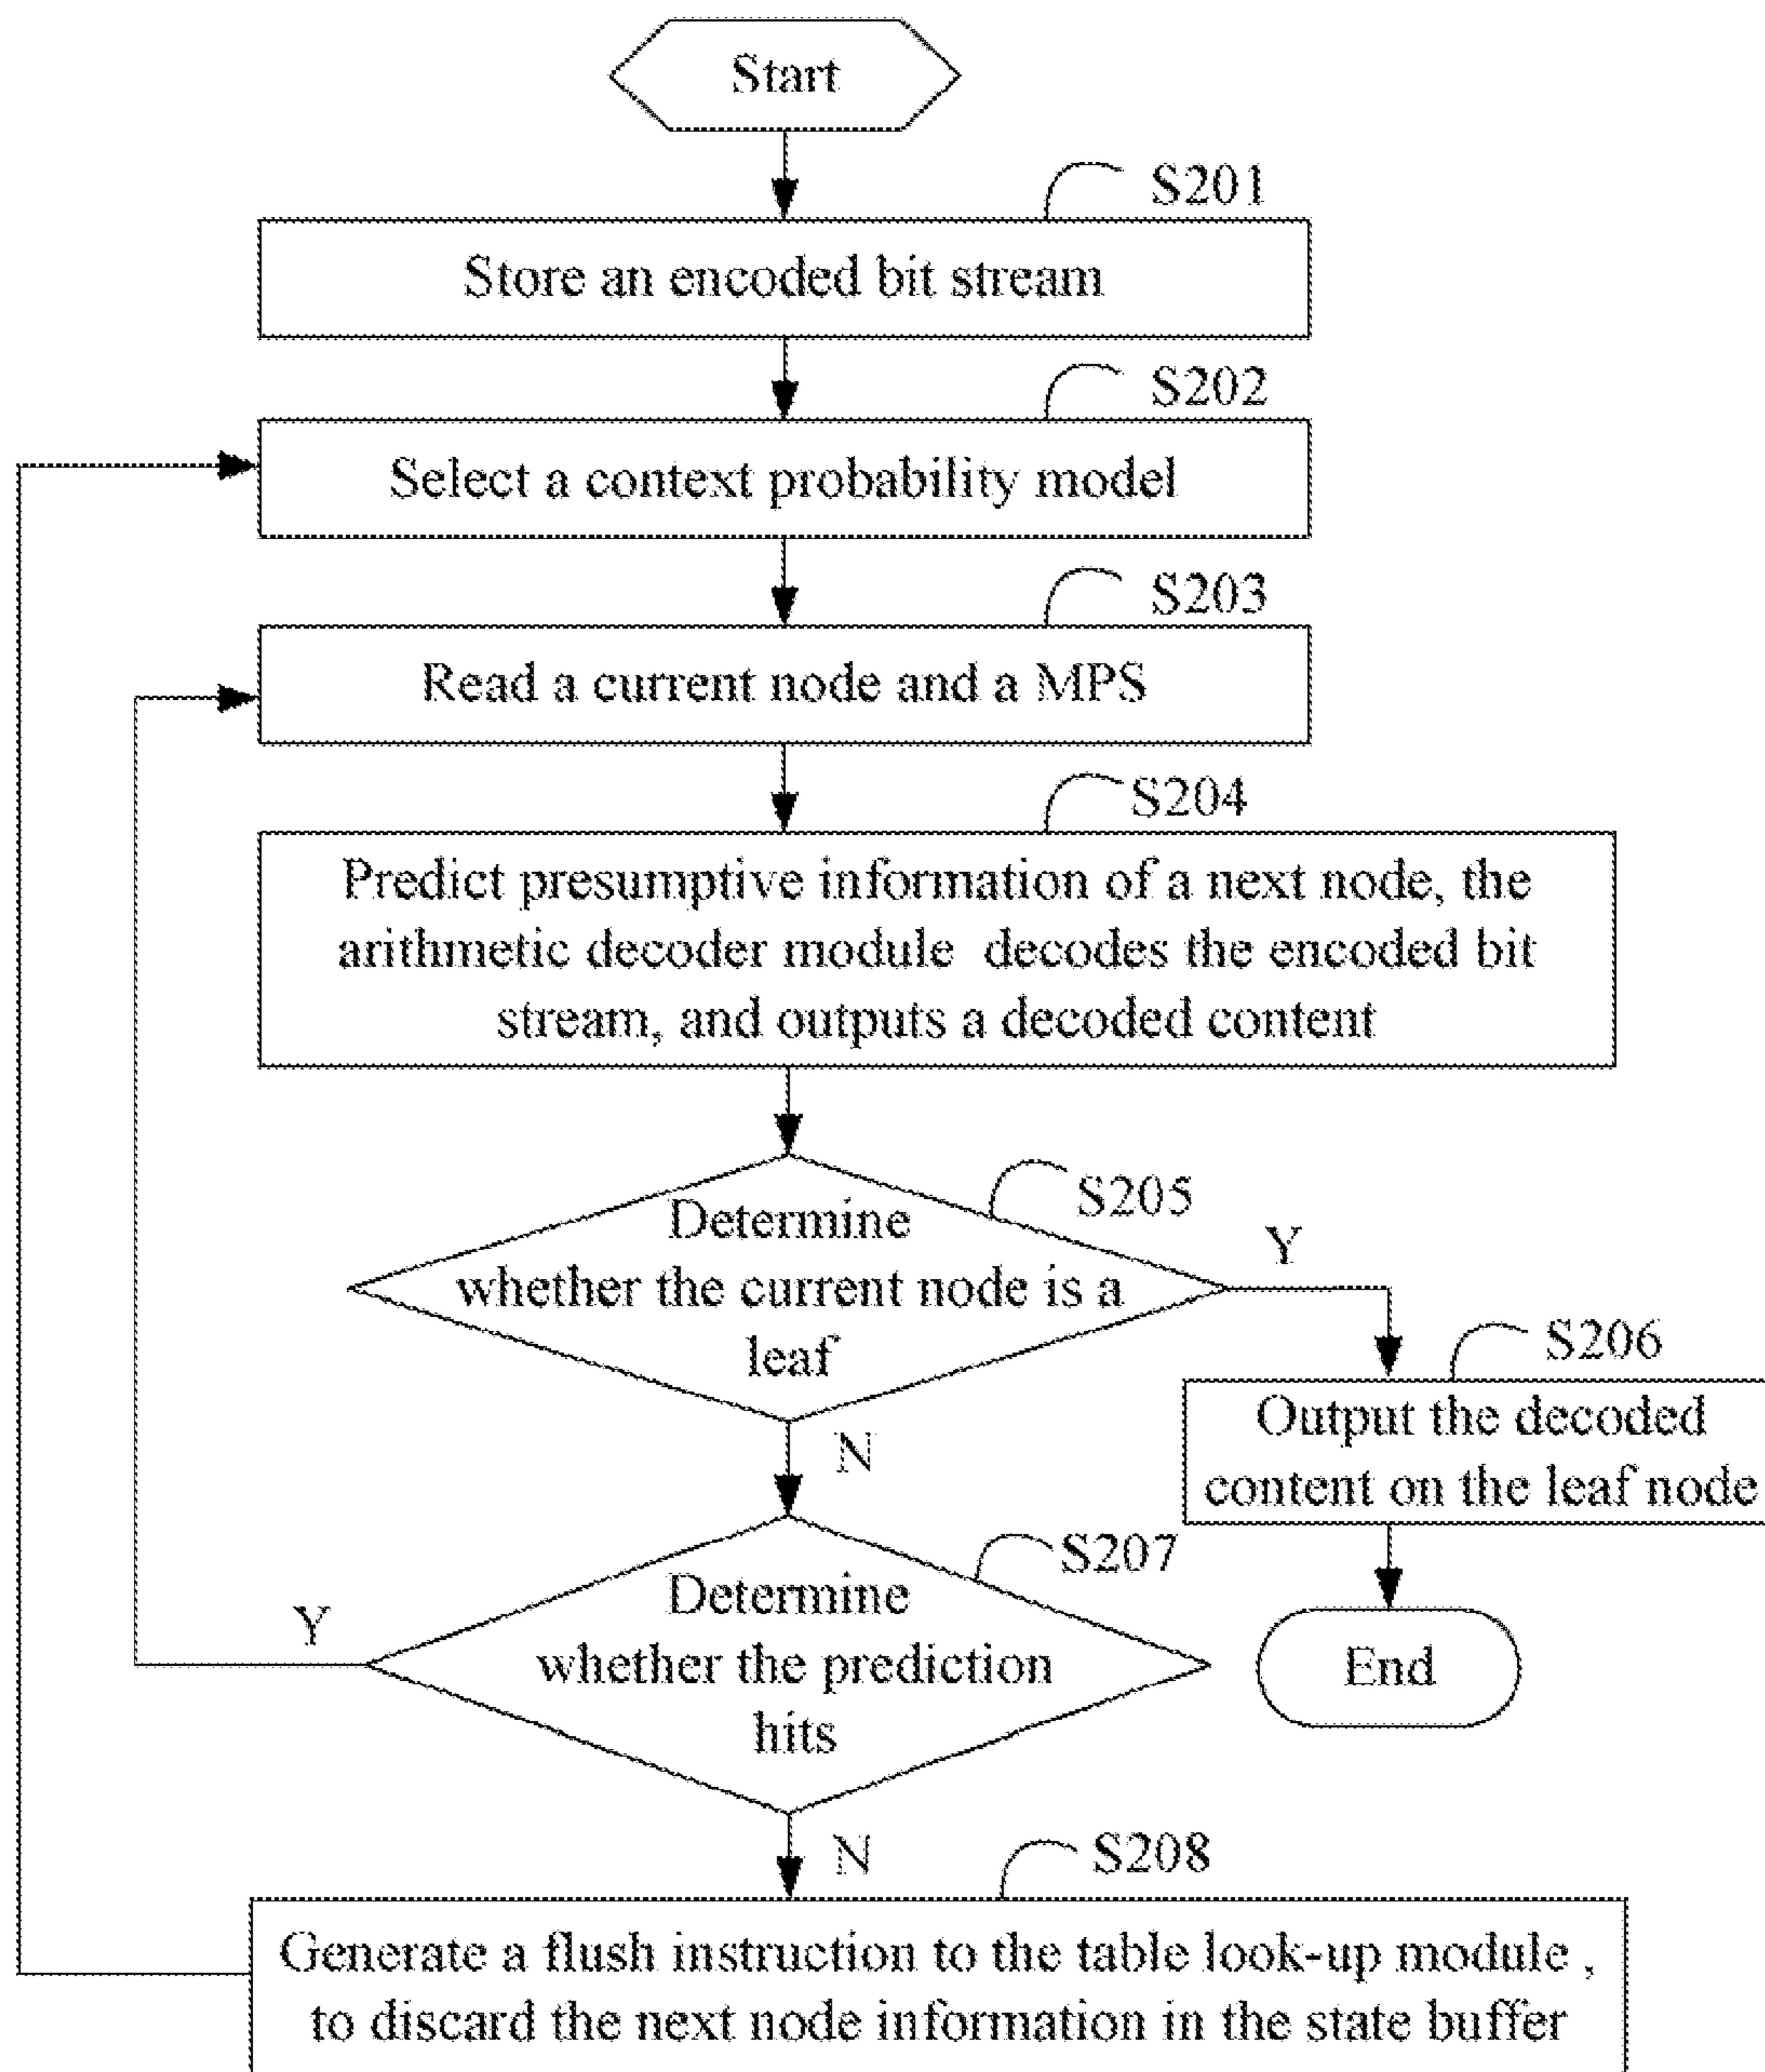 Start
S201
Store an encoded bit stream
S202
Select a context probability model
S203
Read a current node and a MPS
S204
Predict presumptive information of a next node, the
arithmetic decoder module decodes the encoded bit
stream, and outputs a decoded content
S205
Determine
whether the current node is a
leaf
Y
S206
Output the decoded
content on the leaf node
End
N
S207
Determine
whether the prediction
hits
Y
N
S208
Generate a flush instruction to the table look-up module ,
to discard the next node information in the state buffer